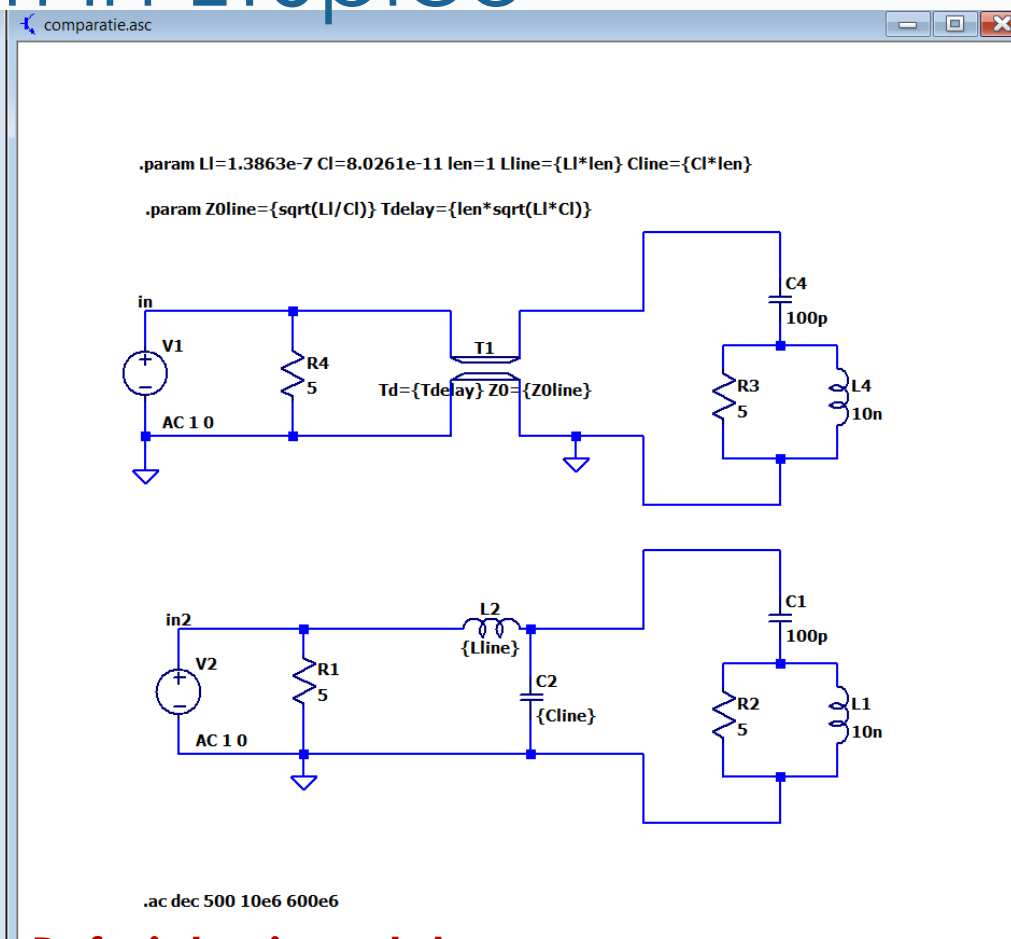 in LTspice
comparatie.asc
.param Ll=1.3863e-7 Cl=8.0261e-11 len=1 Lline={Ll*len} Cline={Cl*len}
.param Z0line={sqrt(Ll/Cl)} Tdelay={len*sqrt(Ll*Cl)}
in
V1
AC 1 0
R4
5
T1
Td={Tdelay} Z0={Z0line}
C4
100p
R3
5
L4
10n
in2
V2
AC 1 0
R1
5
L2
{Lline}
C2
{Cline}
C1
100p
R2
5
L1
10n
.ac dec 500 10e6 600e6